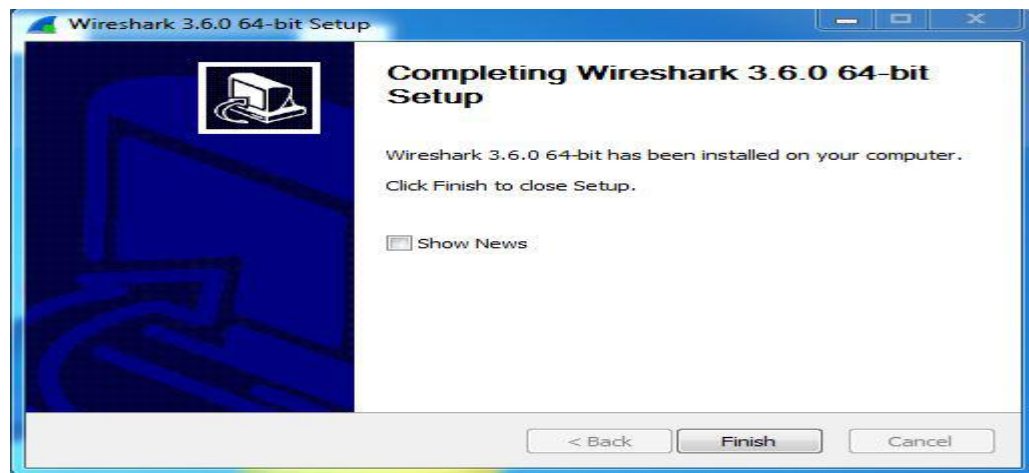 Wireshark 3.6.0 64-bit Setup
Completing Wireshark 3.6.0 64-bit
Setup
Wireshark 3.6.0 64-bit has been installed on your computer.
Click Finish to close Setup.
Show News
< Back Finish Cancel